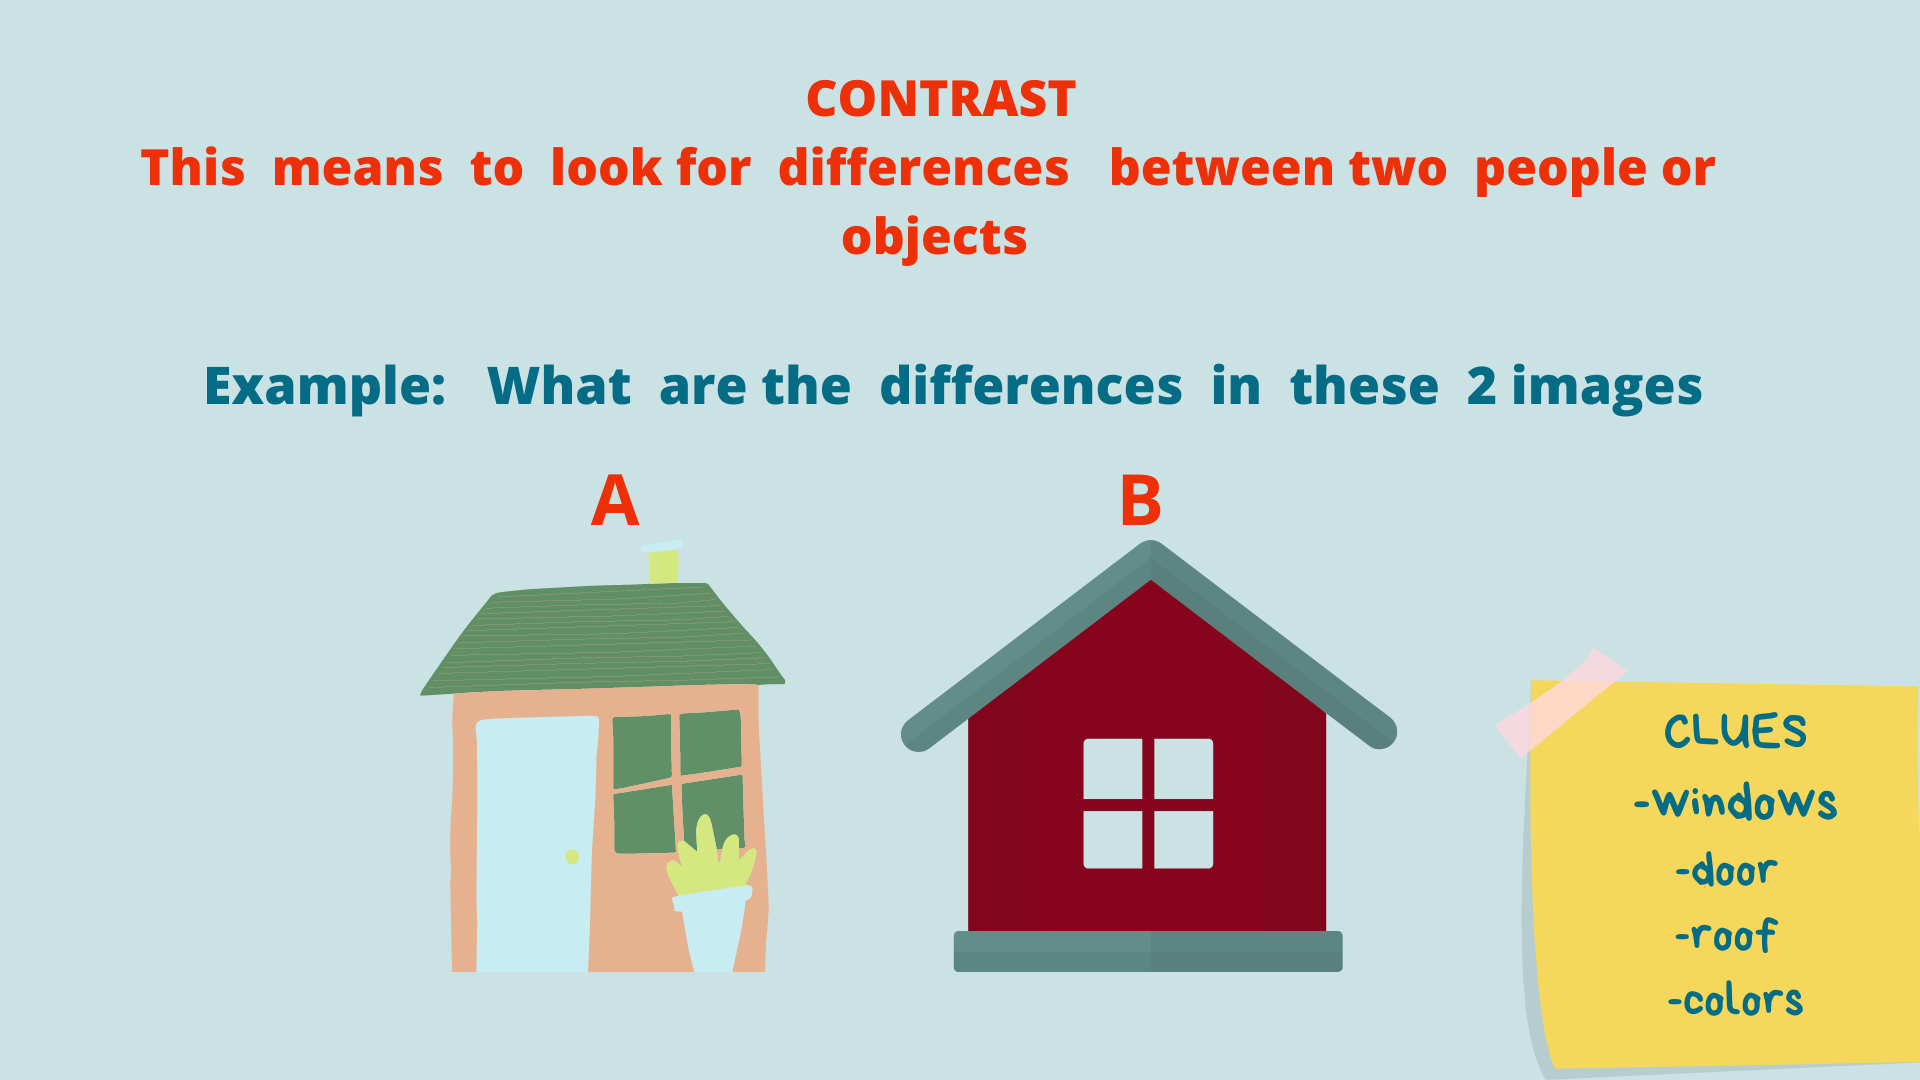 CONTRAST
This means to look for differences between two people or
objects
Example: What are the differences in these 2 images
A
B
CLUES
-windows
-door
-roof
-colors